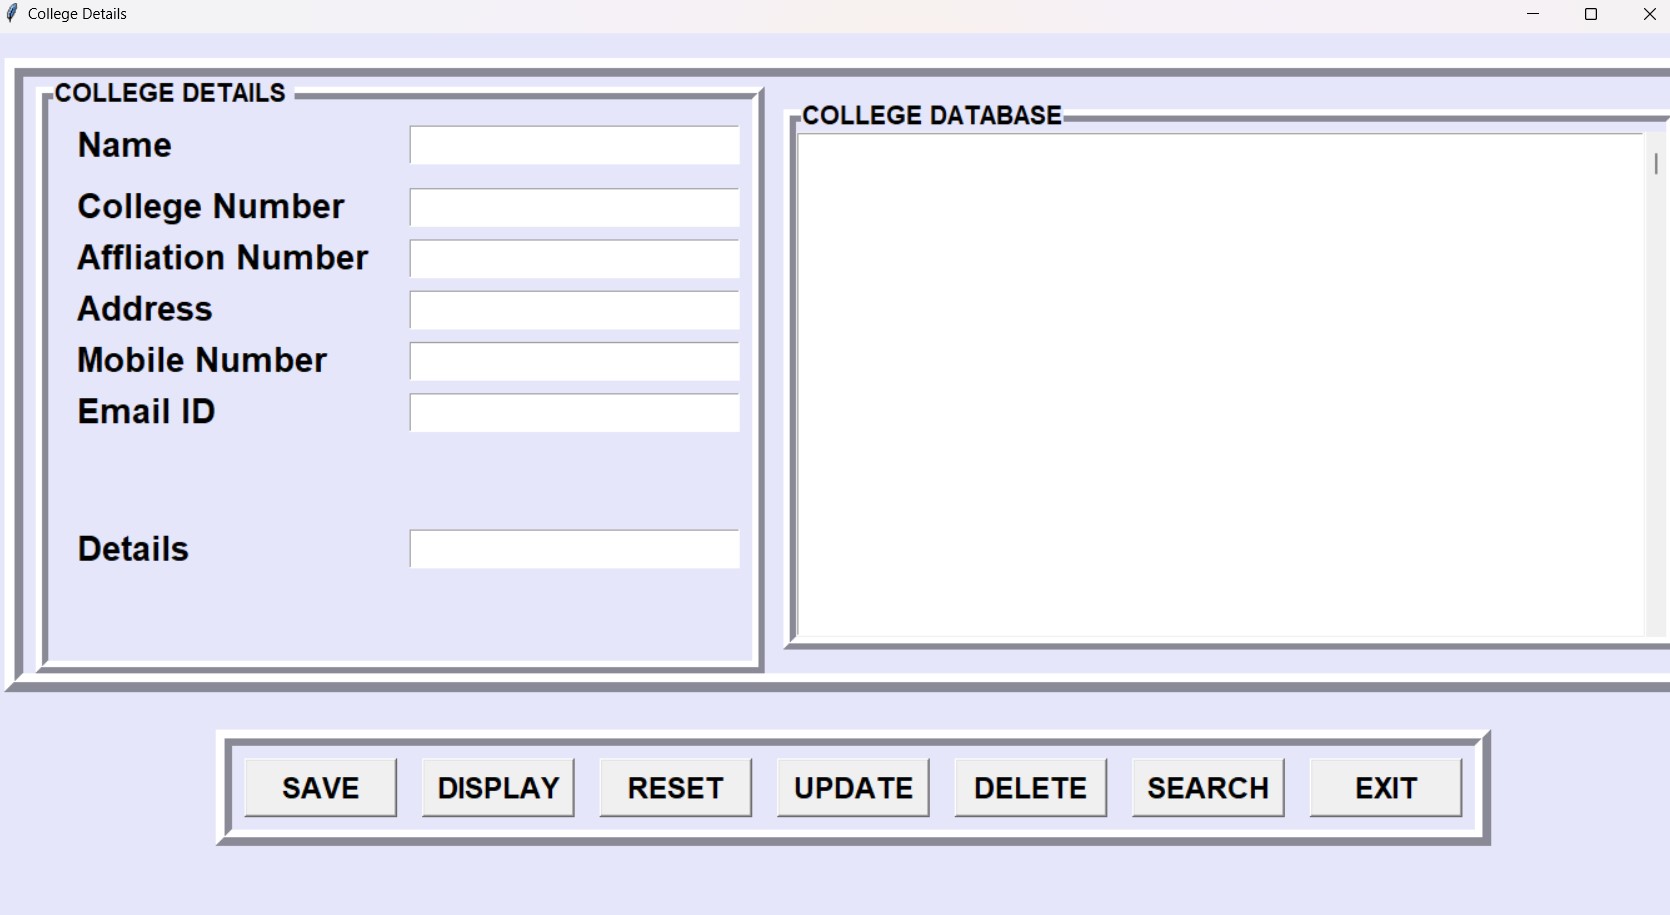 College Details
COLLEGE DETAILS
Name
College Number
Affliation Number
Address
Mobile Number
Email ID
Details
COLLEGE DATABASE
SAVE
DISPLAY
RESET
UPDATE
DELETE
SEARCH
EXIT